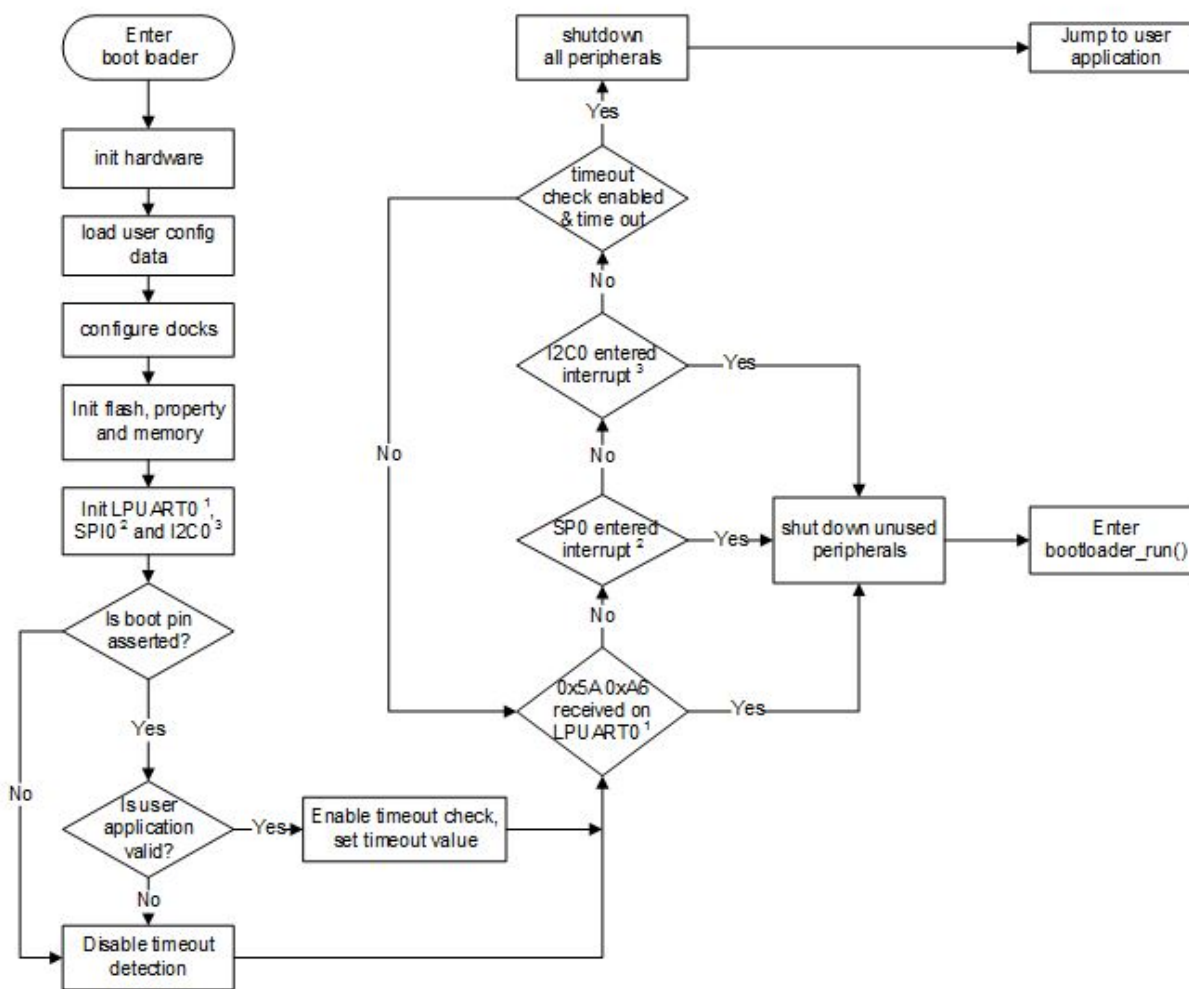 Enter
boot loader
init hardware
load user config
data
configure clocks
Init flash, property
and memory
Init LPUART0 ¹,
SPI0 ² and I2C0 ³
Is boot pin
asserted?
Yes
No
Is user
application
valid?
Yes
Enable timeout check,
set timeout value
No
Disable timeout
detection
shutdown
all peripherals
Jump to user
application
Yes
timeout
check enabled
& time out
No
No
I2C0 entered
interrupt ³
Yes
No
SP0 entered
interrupt ²
Yes
shut down unused
peripherals
Enter
bootloader_run()
No
0x5A 0xA6
received on
LPUART0 ¹
Yes